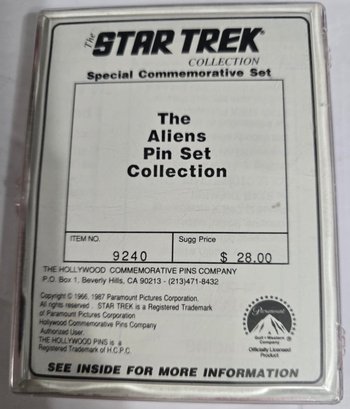 The STAR TREK®
COLLECTION
Special Commemorative Set
The
Aliens
Pin Set
Collection
ITEM NO. Sugg Price
9240 $ 28.00
THE HOLLYWOOD COMMEMORATIVE PINS COMPANY
P.O. Box 1, Beverly Hills, CA 90213 - (213)471-8432
Copyright © 1966, 1987 Paramount Pictures Corporation.
All rights reserved. STAR TREK is a Registered Trademark
of Paramount Pictures Corporation
Hollywood Commemorative Pins Company
Authorized User.
THE HOLLYWOOD PINS is a
Registered Trademark of H.C.P.C.
Paramount
Gulf + Western
Company
Officially Licensed
Product
SEE INSIDE FOR MORE INFORMATION